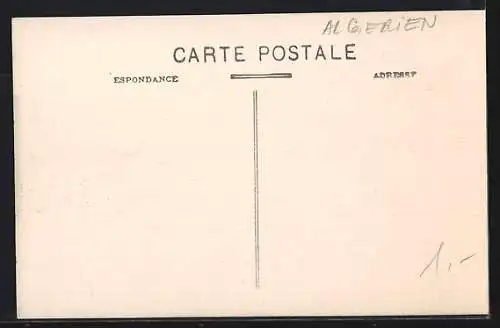 ALGERIEN
CARTE POSTALE
ESPONDANCE ADRESSE
1,-